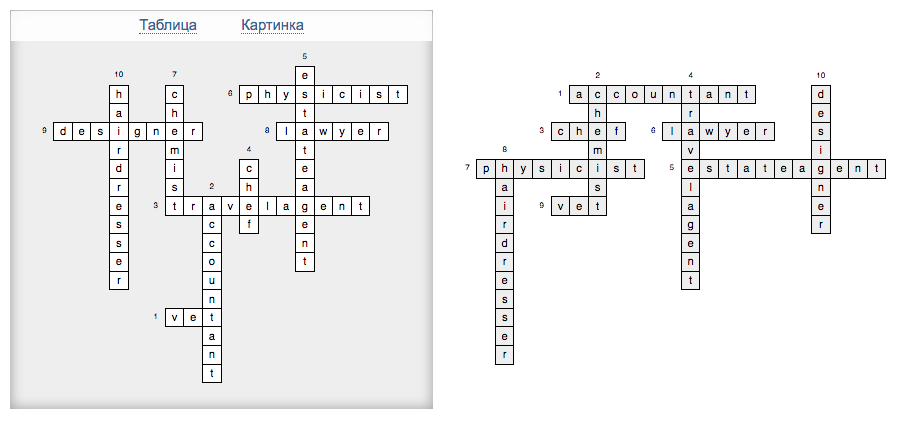 Таблица Картинка
5 estateagent
10 hairdresser
7 chemist
6 physicist
9 designer
8 lawyer
4 chef
2 accountant
3 travelagent
1 vet
2 chemist
4 travelagent
10 designer
1 accountant
3 chef
6 lawyer
8 hairdresser
7 physicist
5 estateagent
9 vet